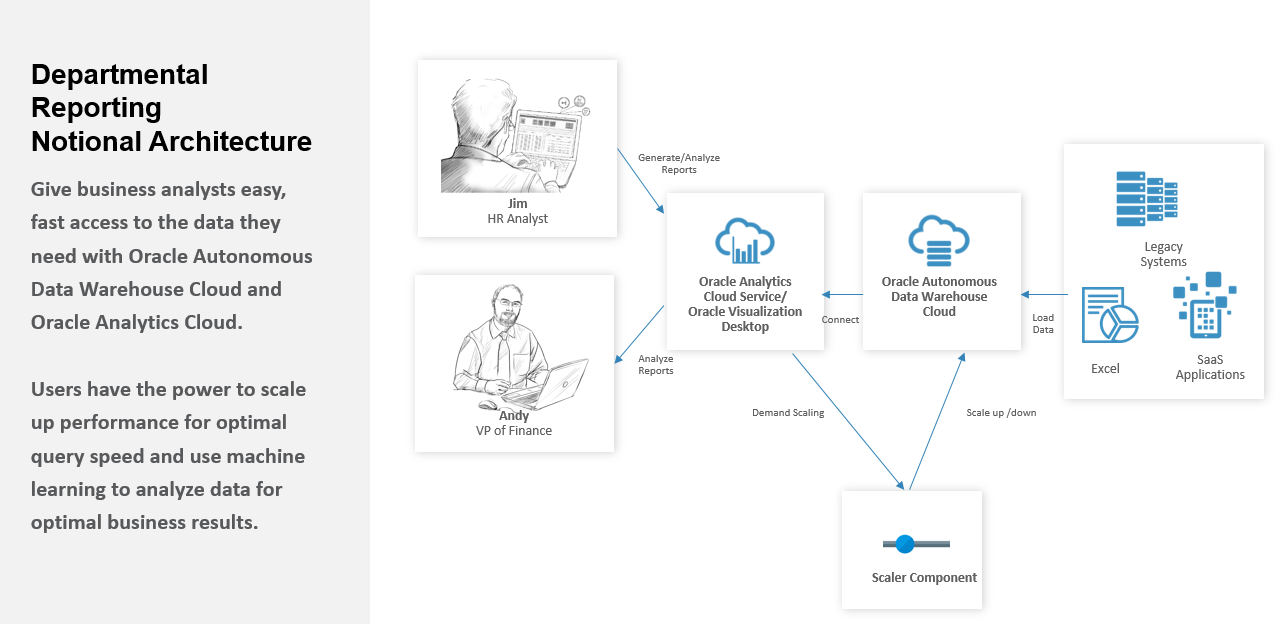 Departmental
Reporting
Notional Architecture
Give business analysts easy,
fast access to the data they
need with Oracle Autonomous
Data Warehouse Cloud and
Oracle Analytics Cloud.
Users have the power to scale
up performance for optimal
query speed and use machine
learning to analyze data for
optimal business results.
Jim
HR Analyst
Generate/Analyze
Reports
Andy
VP of Finance
Analyze
Reports
Oracle Analytics
Cloud Service/
Oracle Visualization
Desktop
Connect
Oracle Autonomous
Data Warehouse
Cloud
Load
Data
Legacy
Systems
Excel
SaaS
Applications
Demand Scaling
Scale up /down
Scaler Component